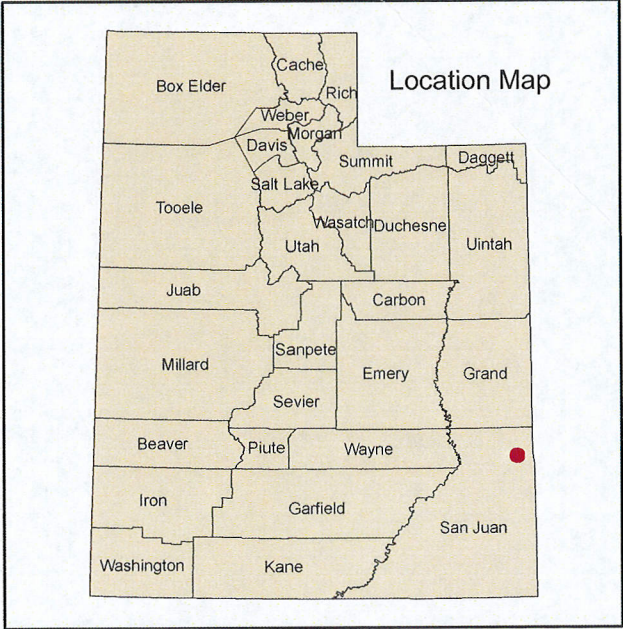 Location Map
Cache
Box Elder
Rich
Weber
Morgan
Davis
Summit
Daggett
Salt Lake
Tooele
Wasatch
Duchesne
Utah
Uintah
Juab
Carbon
Sanpete
Millard
Emery
Grand
Sevier
Beaver
Piute
Wayne
Iron
Garfield
San Juan
Washington
Kane